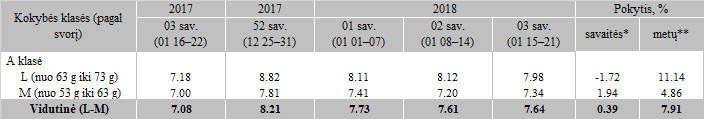 Kokybės klasės (pagal svorį) 2017 2017 2018 Pokytis, %
03 sav. (01 16–22) 52 sav. (12 25–31) 01 sav. (01 01–07) 02 sav. (01 08–14) 03 sav. (01 15–21) savaitės* metų**
A klasė
L (nuo 63 g iki 73 g) 7.18 8.82 8.11 8.12 7.98 -1.72 11.14
M (nuo 53 g iki 63 g) 7.00 7.81 7.41 7.20 7.34 1.94 4.86
Vidutinė (L-M) 7.08 8.21 7.73 7.61 7.64 0.39 7.91